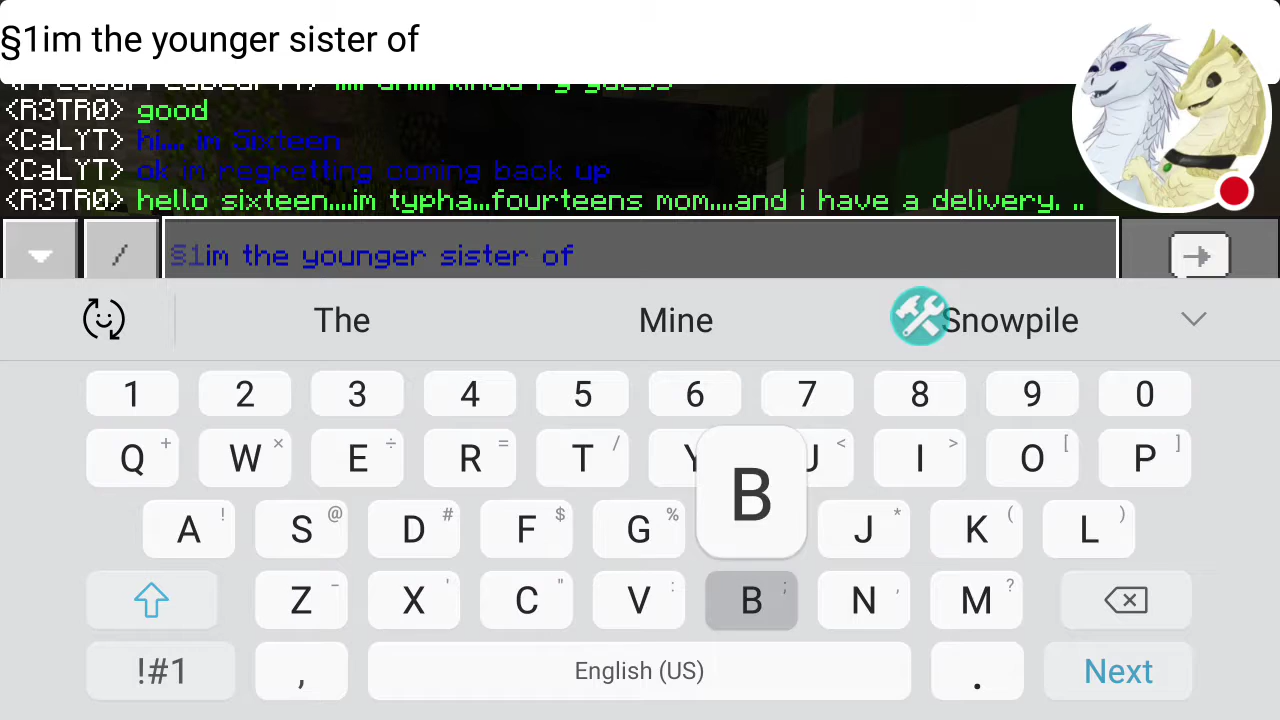 §1im the younger sister of
<R3TR0> good
<CaLYT> hi.... im Sixteen
<CaLYT> ok im regretting coming back up
<R3TR0> hello sixteen....im typha...fourteens mom....and i have a delivery. ..
/
§1im the younger sister of
The Mine Snowpile
1 2 3 4 5 6 7 8 9 0
Q + W × E ÷ R = T / Y J < I > O [ P ]
B
A ! S @ D # F $ G % J * K ( L )
Z - X ' C " V : B ; N , M ?
!#1 , English (US) . Next